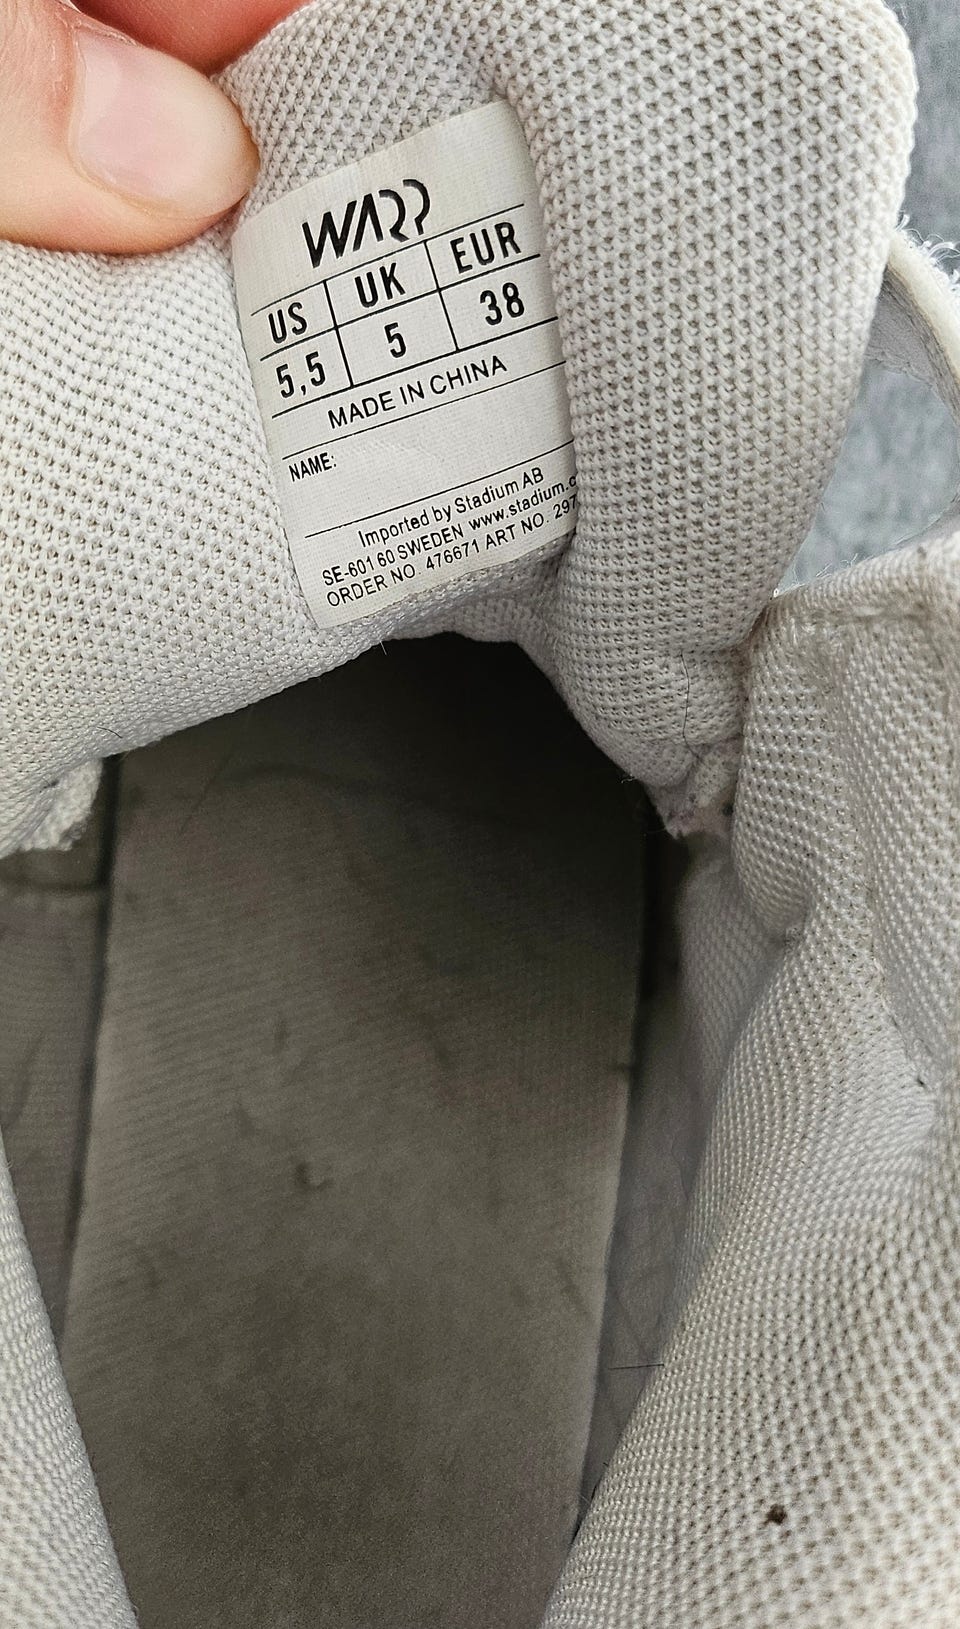 WARP
US UK EUR
5,5 5 38
MADE IN CHINA
NAME:
Imported by Stadium AB
SE-601 60 SWEDEN www.stadium.c
ORDER NO. 476671 ART NO. 297